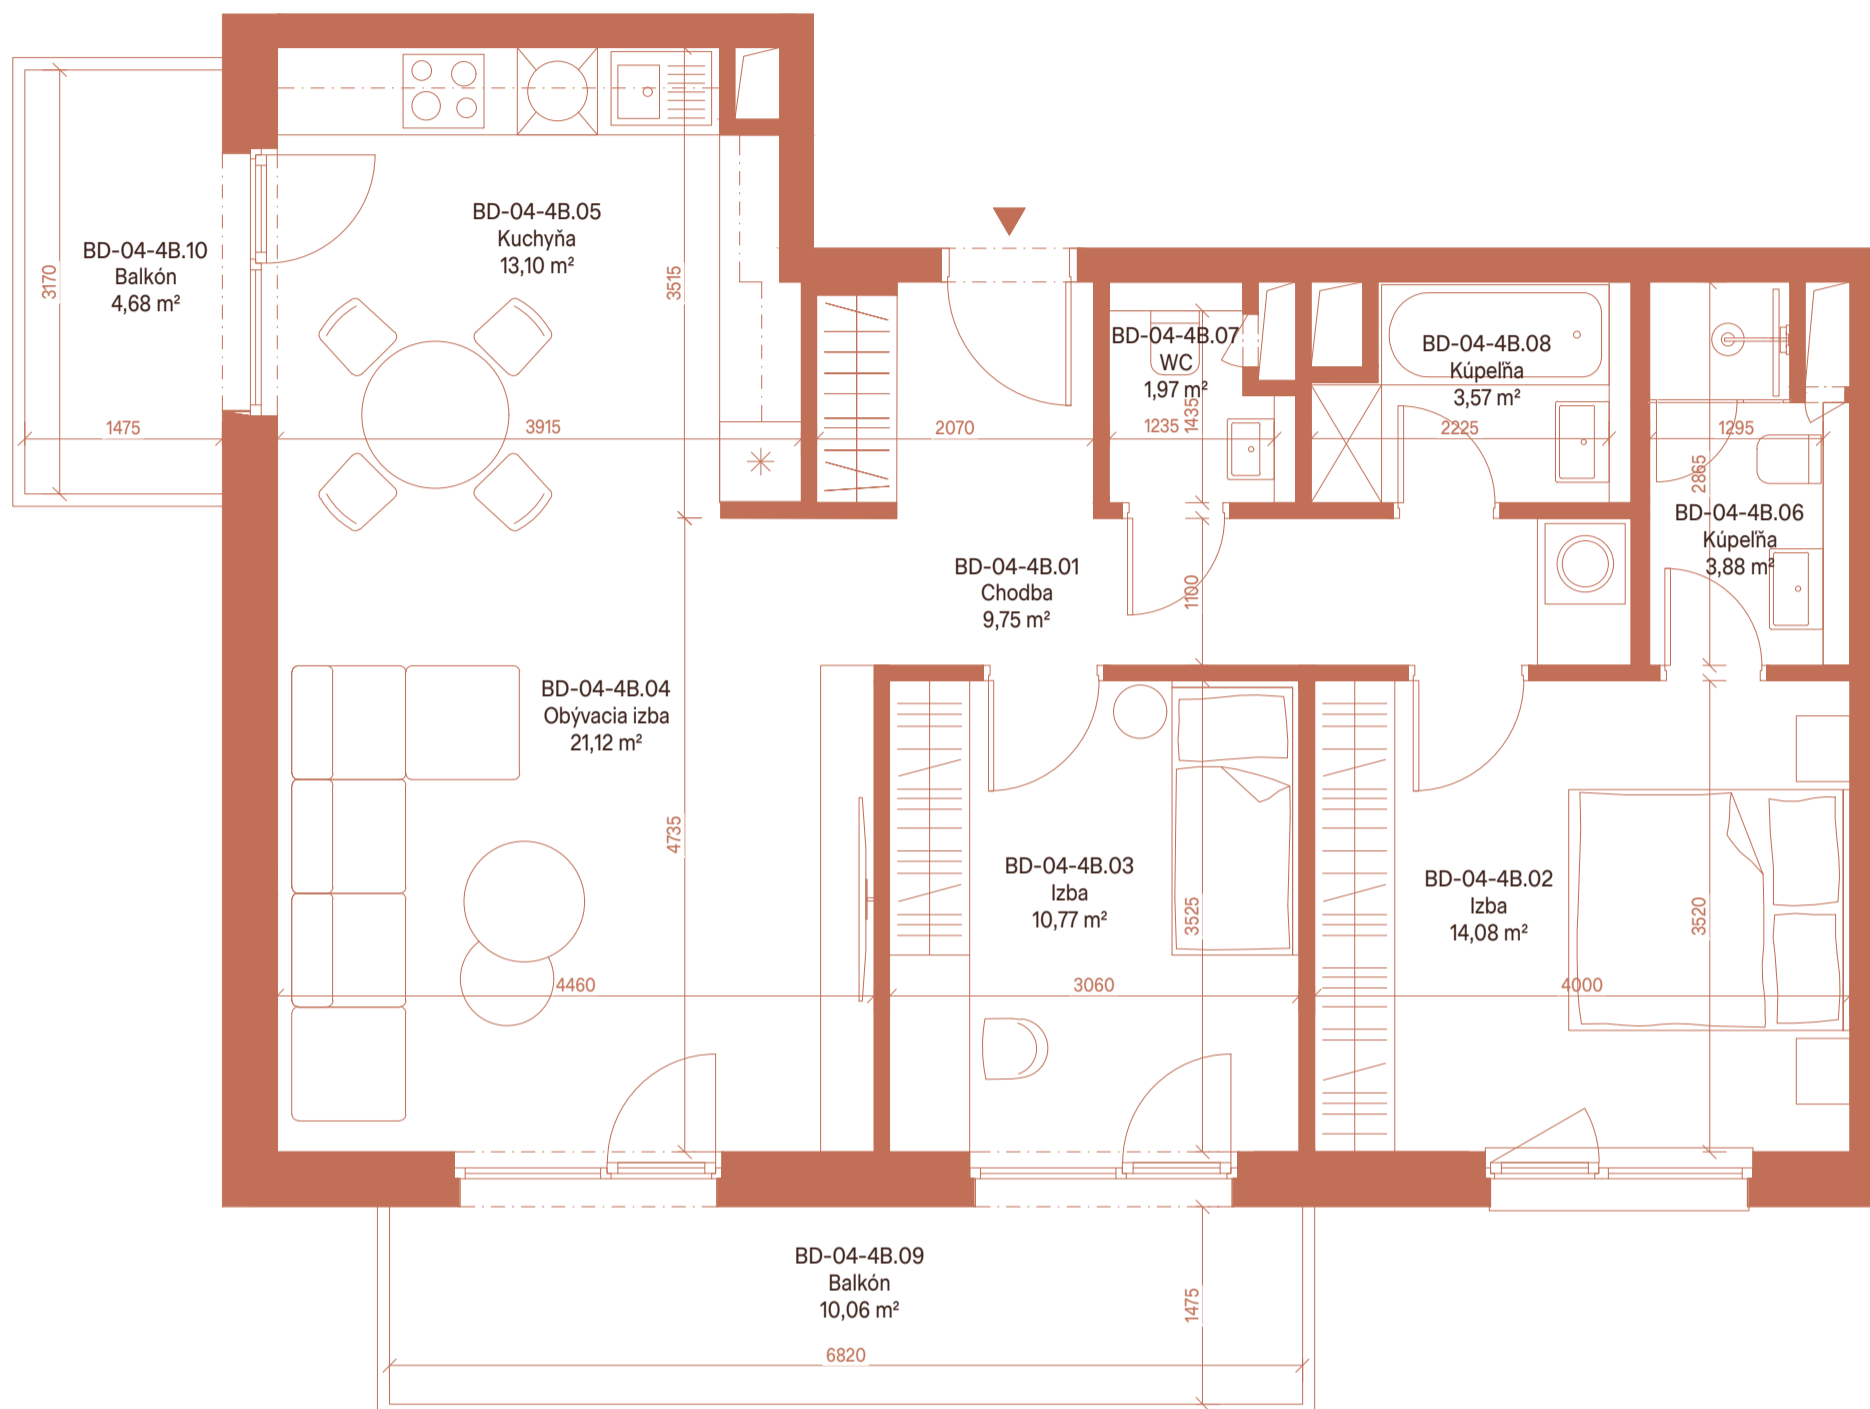 BD-04-4B.05
Kuchyňa
13,10 m²
BD-04-4B.10
Balkón
4,68 m²
3170
3515
1475
3915
2070
BD-04-4B.07
WC
1,97 m²
1435
1235
BD-04-4B.08
Kúpeľňa
3,57 m²
2225
1295
2865
BD-04-4B.06
Kúpeľňa
3,88 m²
BD-04-4B.01
Chodba
9,75 m²
1100
BD-04-4B.04
Obývacia izba
21,12 m²
4735
4460
BD-04-4B.03
Izba
10,77 m²
3525
3060
BD-04-4B.02
Izba
14,08 m²
3520
4000
BD-04-4B.09
Balkón
10,06 m²
1475
6820